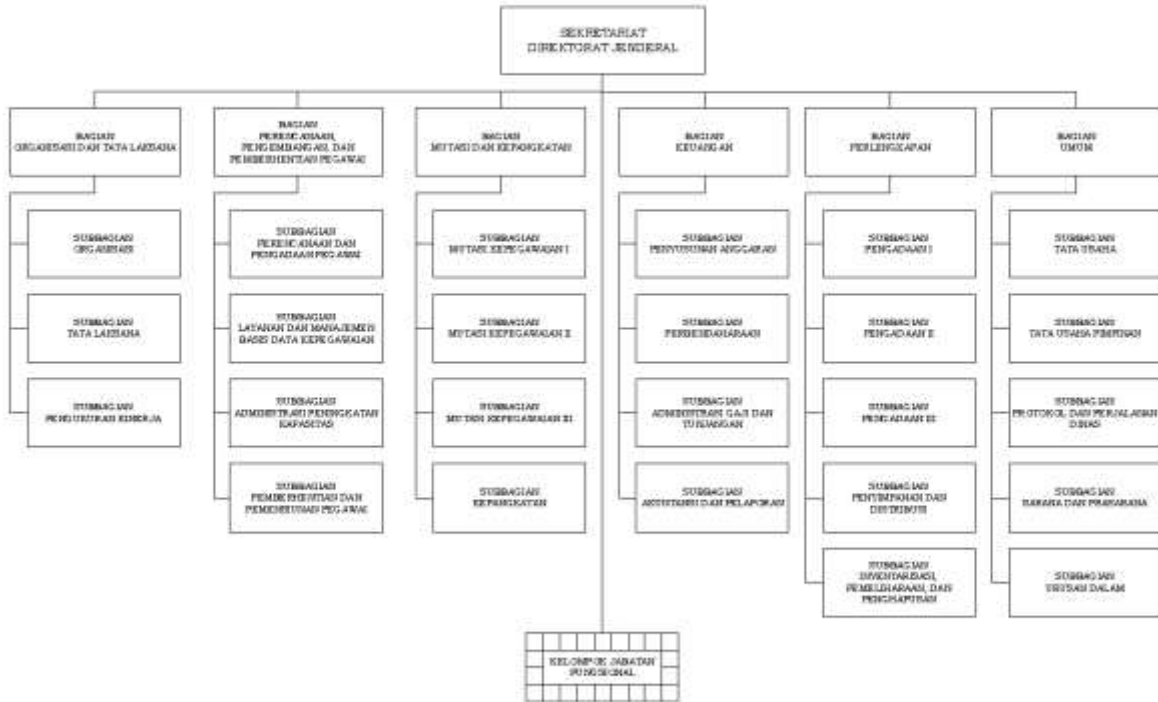 SEKRETARIAT
DIREKTORAT JENDERAL
BAGIAN
ORGANISASI DAN TATA LAKSANA
BAGIAN
PERENCANAAN,
PENGEMBANGAN, DAN
PEMBERHENTIAN PEGAWAI
BAGIAN
MUTASI DAN KEPANGKATAN
BAGIAN
KEUANGAN
BAGIAN
PERLENGKAPAN
BAGIAN
UMUM
SUBBAGIAN
ORGANISASI
SUBBAGIAN
TATA LAKSANA
SUBBAGIAN
PENGUKURAN KINERJA
SUBBAGIAN
PERENCANAAN DAN
PENGADAAN PEGAWAI
SUBBAGIAN
LAYANAN DAN MANAJEMEN
BASIS DATA KEPEGAWAIAN
SUBBAGIAN
ADMINISTRASI PENINGKATAN
KAPASITAS
SUBBAGIAN
PEMBERHENTIAN DAN
PEMENSIUNAN PEGAWAI
SUBBAGIAN
MUTASI KEPEGAWAIAN I
SUBBAGIAN
MUTASI KEPEGAWAIAN II
SUBBAGIAN
MUTASI KEPEGAWAIAN III
SUBBAGIAN
KEPANGKATAN
SUBBAGIAN
PENYUSUNAN ANGGARAN
SUBBAGIAN
PERBENDAHARAAN
SUBBAGIAN
ADMINISTRASI GAJI DAN
TUNJANGAN
SUBBAGIAN
AKUNTANSI DAN PELAPORAN
SUBBAGIAN
PENGADAAN I
SUBBAGIAN
PENGADAAN II
SUBBAGIAN
PENGADAAN III
SUBBAGIAN
PENYIMPANAN DAN
DISTRIBUSI
SUBBAGIAN
INVENTARISASI,
PEMELIHARAAN, DAN
PENGHAPUSAN
SUBBAGIAN
TATA USAHA
SUBBAGIAN
TATA USAHA PIMPINAN
SUBBAGIAN
PROTOKOL DAN PERJALANAN
DINAS
SUBBAGIAN
SARANA DAN PRASARANA
SUBBAGIAN
URUSAN DALAM
KELOMPOK JABATAN
FUNGSIONAL